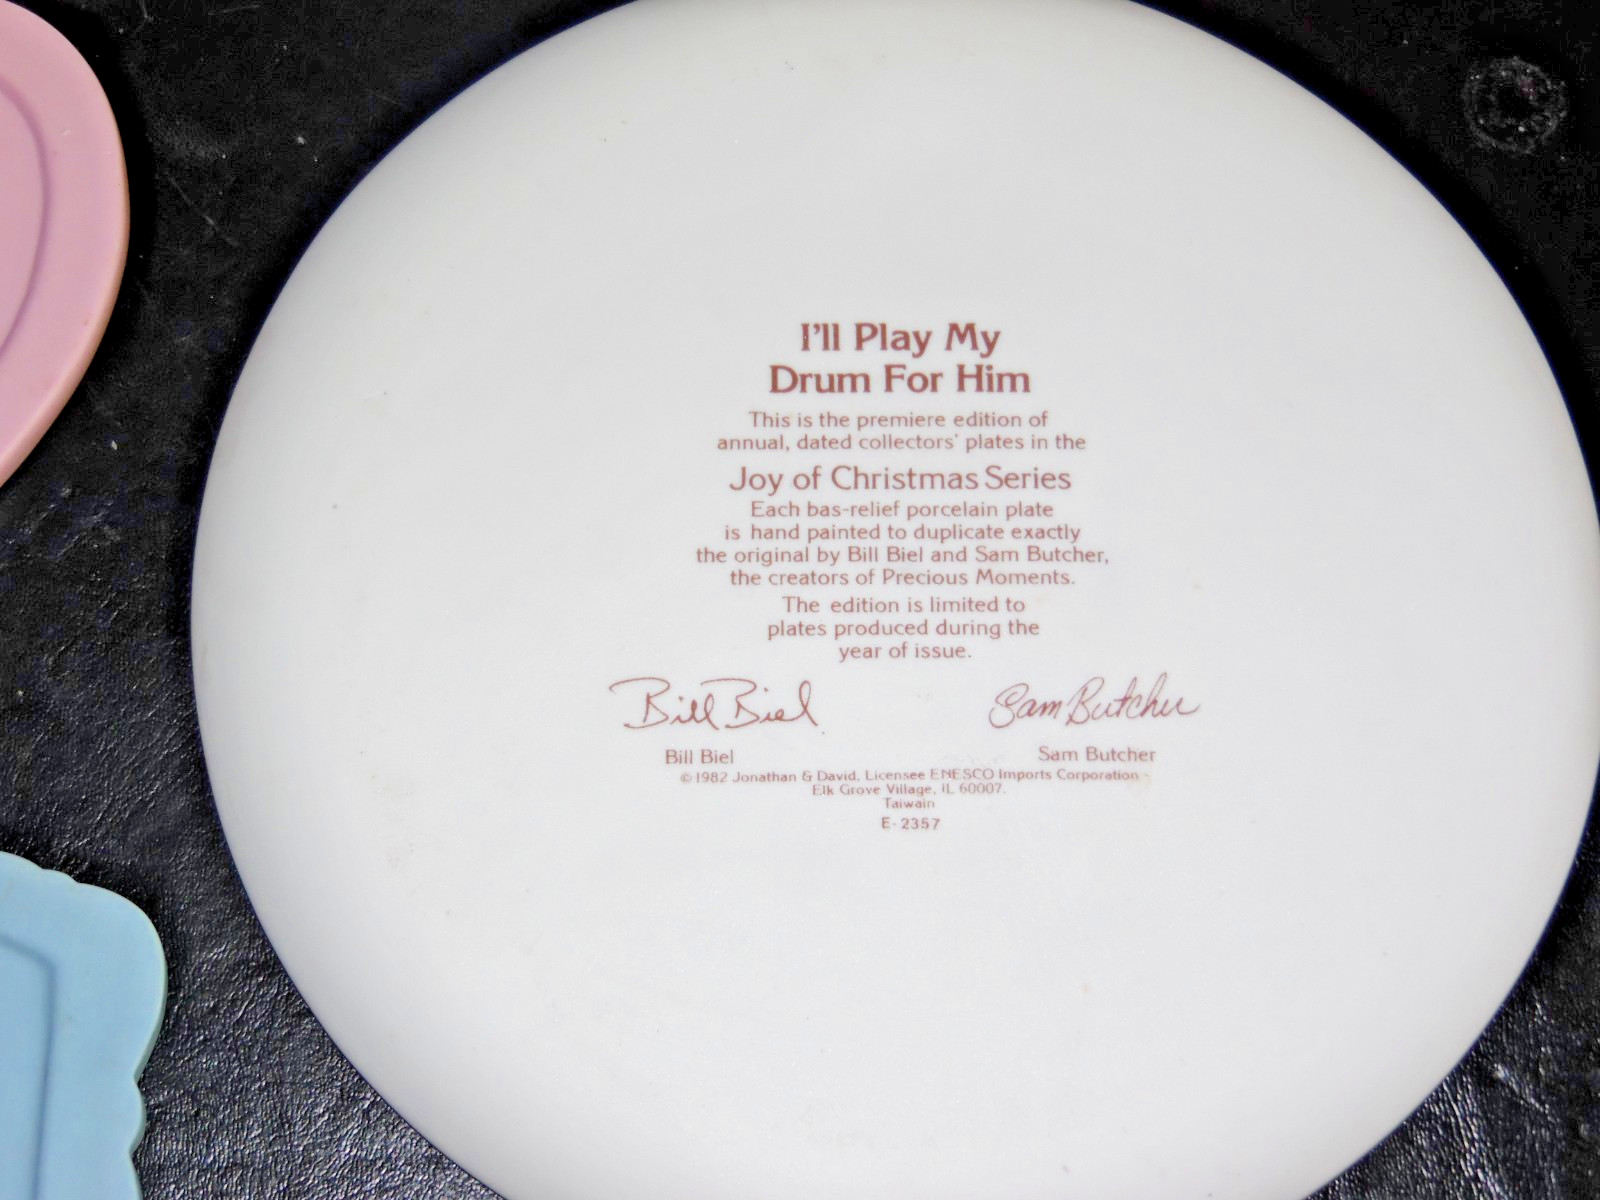 I'll Play My
Drum For Him
This is the premiere edition of
annual, dated collectors' plates in the
Joy of Christmas Series
Each bas-relief porcelain plate
is hand painted to duplicate exactly
the original by Bill Biel and Sam Butcher,
the creators of Precious Moments.
The edition is limited to
plates produced during the
year of issue.
Bill Biel Sam Butcher
Bill Biel Sam Butcher
© 1982 Jonathan & David, Licensee ENESCO Imports Corporation
Elk Grove Village, IL 60007.
Taiwain
E-2357